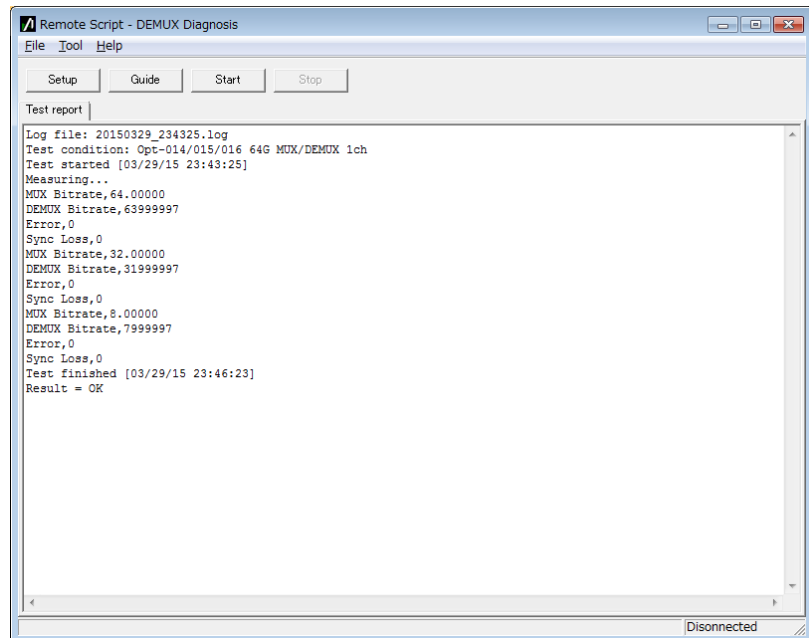 Remote Script - DEMUX Diagnosis
File Tool Help
Setup Guide Start Stop
Test report
Log file: 20150329_234325.log
Test condition: Opt-014/015/016 64G MUX/DEMUX 1ch
Test started [03/29/15 23:43:25]
Measuring...
MUX Bitrate,64.00000
DEMUX Bitrate,63999997
Error,0
Sync Loss,0
MUX Bitrate,32.00000
DEMUX Bitrate,31999997
Error,0
Sync Loss,0
MUX Bitrate,8.00000
DEMUX Bitrate,7999997
Error,0
Sync Loss,0
Test finished [03/29/15 23:46:23]
Result = OK
Disonnected